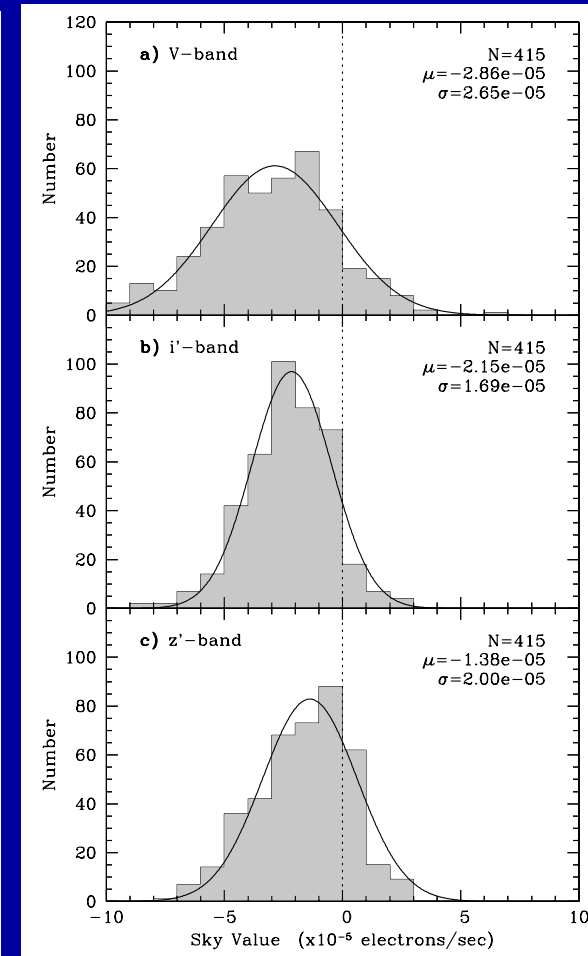 120
100
80
60
40
20
0
Number
a) V-band
N=415
μ=-2.86e-05
σ=2.65e-05
100
80
60
40
20
0
Number
b) i'-band
N=415
μ=-2.15e-05
σ=1.69e-05
100
80
60
40
20
0
Number
c) z'-band
N=415
μ=-1.38e-05
σ=2.00e-05
-10 -5 0 5 10
Sky Value (x10⁻⁵ electrons/sec)